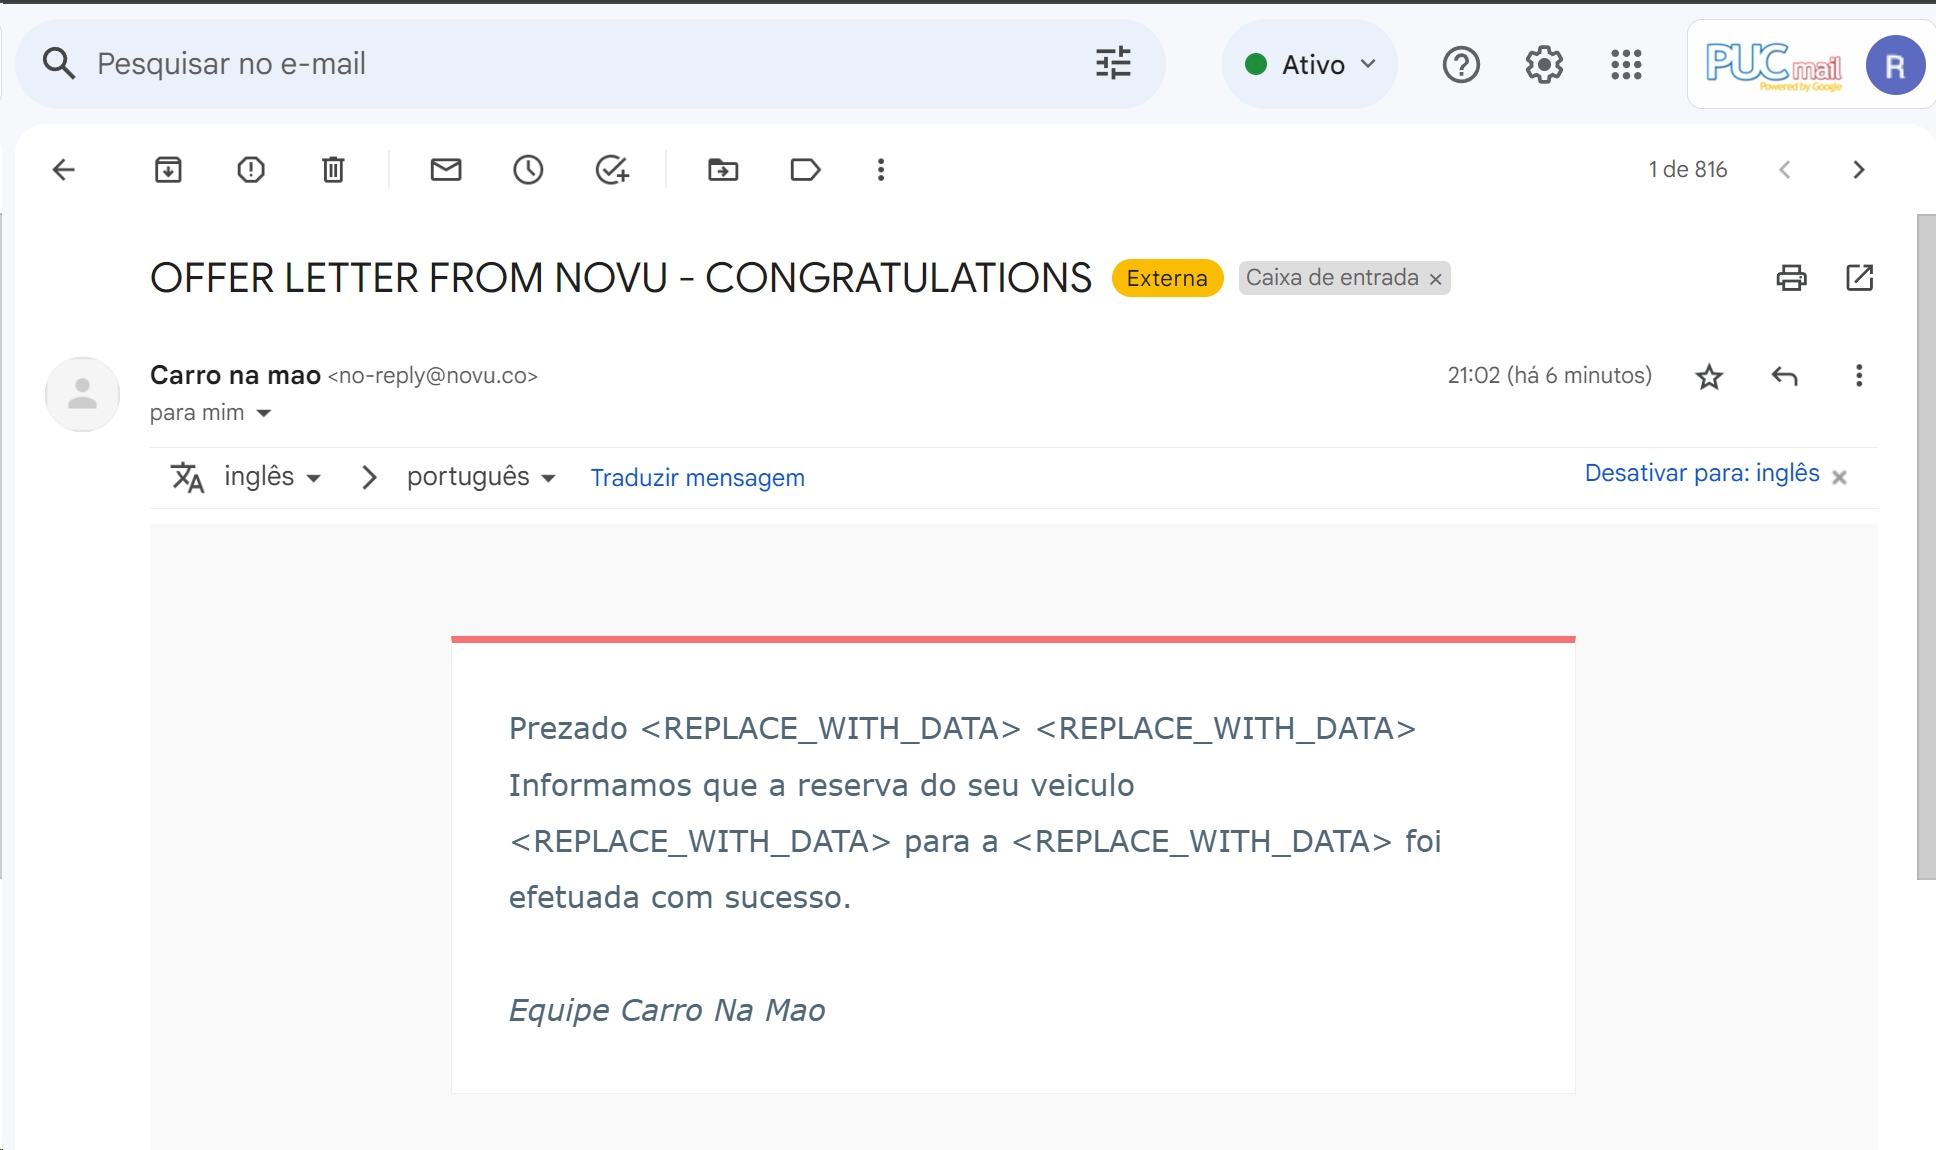 Pesquisar no e-mail
Ativo
PUC mail
Powered by Google
R
1 de 816
OFFER LETTER FROM NOVU - CONGRATULATIONS
Externa
Caixa de entrada ×
Carro na mao <no-reply@novu.co>
21:02 (há 6 minutos)
para mim
inglês
português
Traduzir mensagem
Desativar para: inglês ×
Prezado <REPLACE_WITH_DATA> <REPLACE_WITH_DATA>
Informamos que a reserva do seu veiculo
<REPLACE_WITH_DATA> para a <REPLACE_WITH_DATA> foi
efetuada com sucesso.
Equipe Carro Na Mao